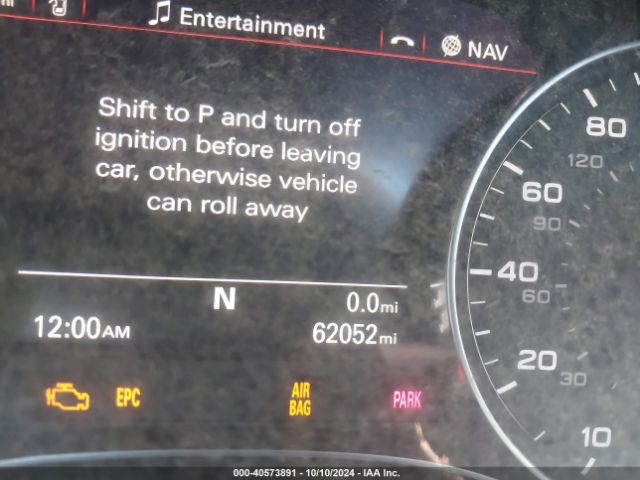 Entertainment
NAV
Shift to P and turn off
ignition before leaving
car, otherwise vehicle
can roll away
N
0.0mi
12:00AM
62052mi
EPC
AIR
BAG
PARK
80
120
60
90
40
60
20
30
10
000-40573891 - 10/10/2024 - IAA Inc.